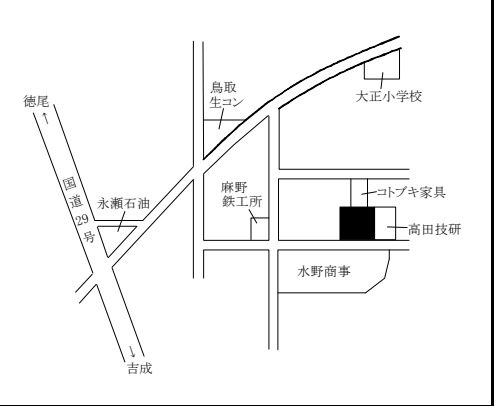 鳥取
生コン
大正小学校
徳尾
←
国道29号
永瀬石油
麻野
鉄工所
コトブキ家具
高田技研
水野商事
→
吉成